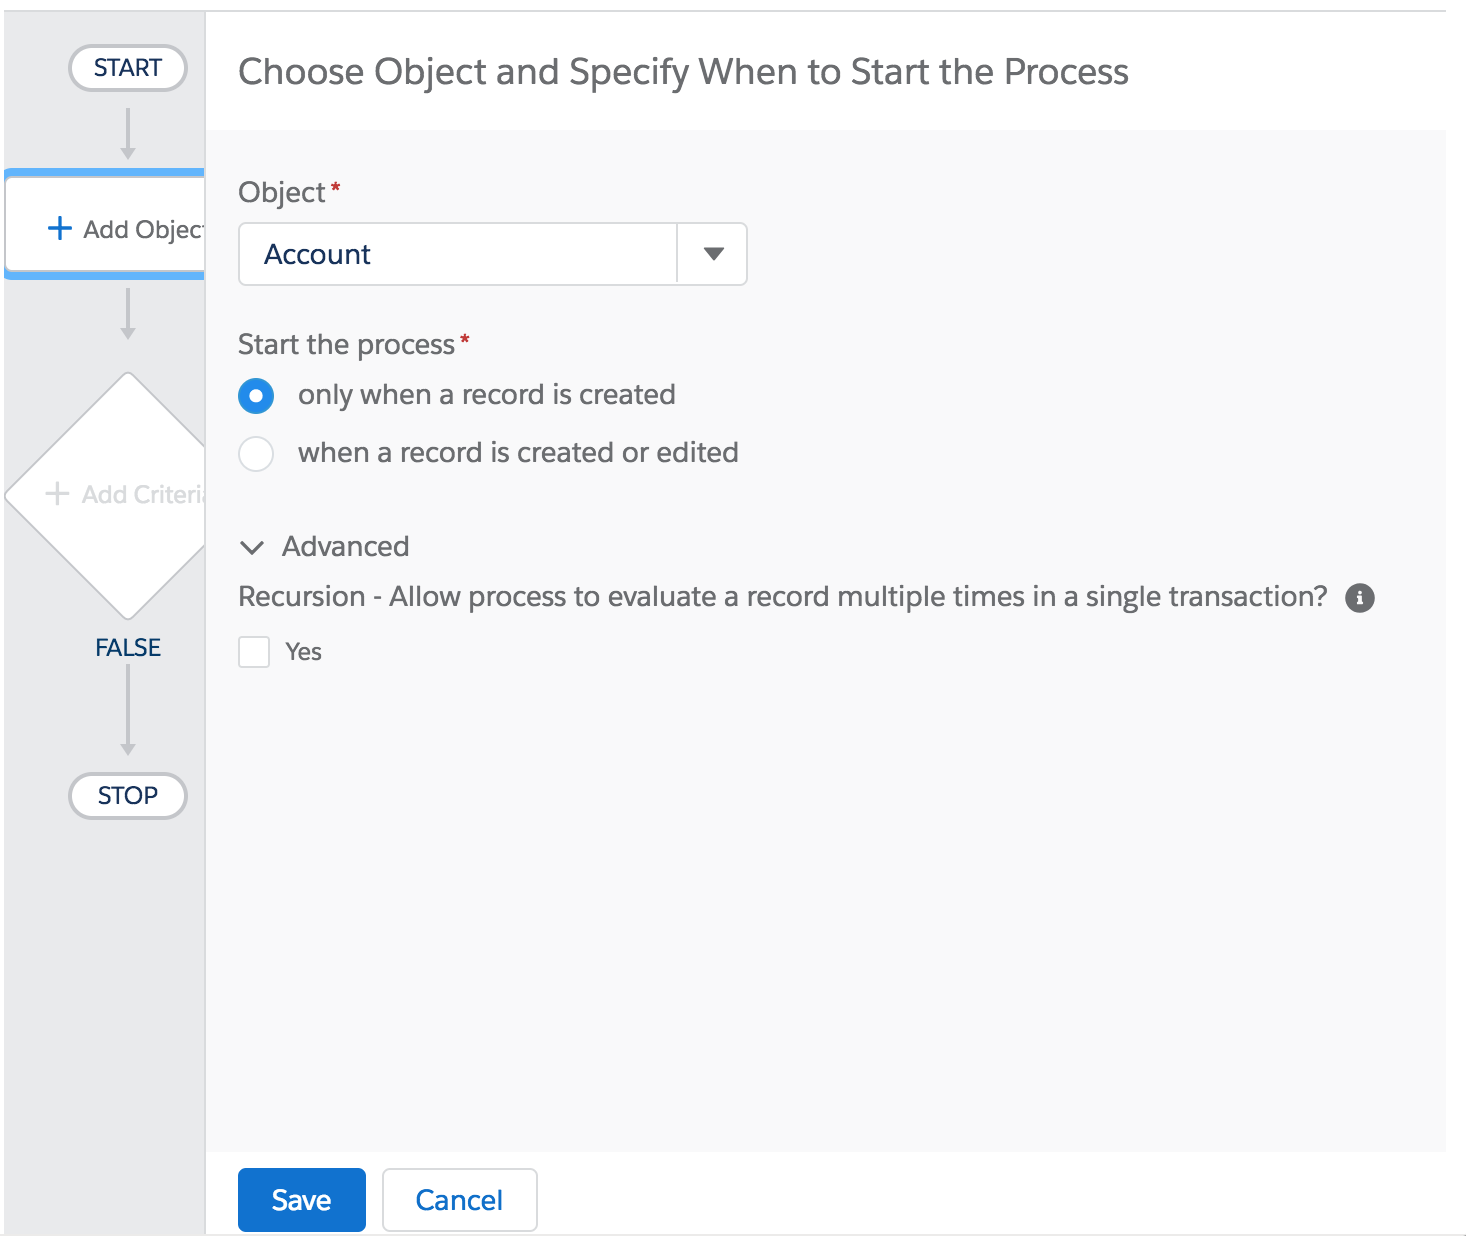 START
+ Add Object
+ Add Criteria
FALSE
STOP
Choose Object and Specify When to Start the Process
Object*
Account
Start the process*
only when a record is created
when a record is created or edited
Advanced
Recursion - Allow process to evaluate a record multiple times in a single transaction?
Yes
Save
Cancel